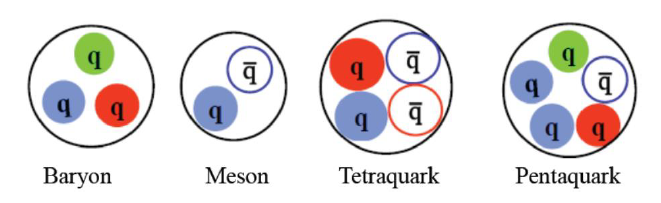 q q q
q q̄
q q̄ q q̄
q q q̄ q q
Baryon Meson Tetraquark Pentaquark